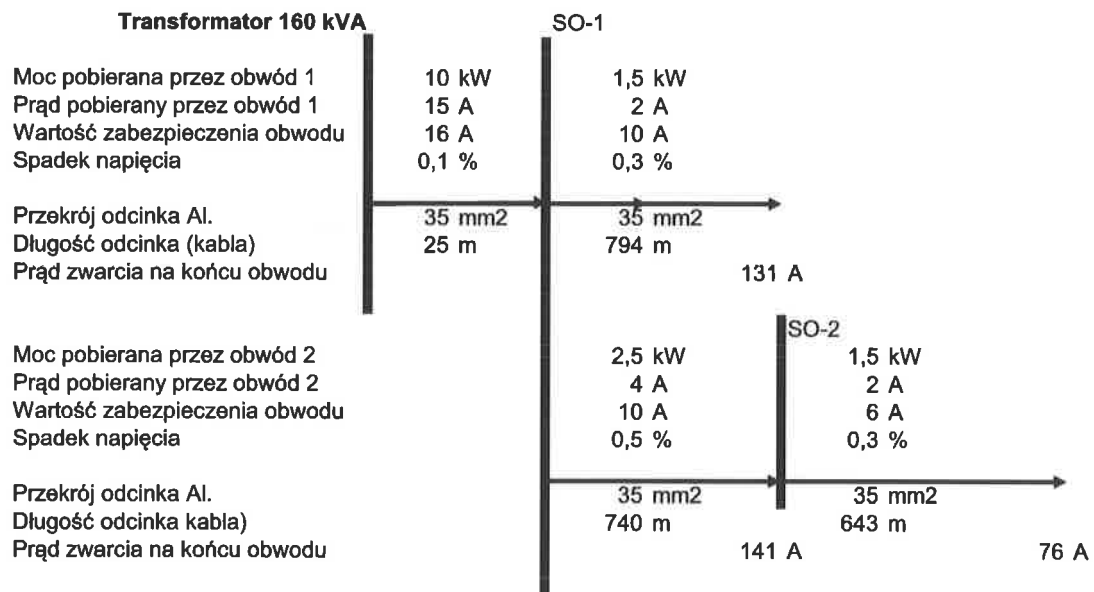 Transformator 160 kVA SO-1
Moc pobierana przez obwód 1 10 kW 1,5 kW
Prąd pobierany przez obwód 1 15 A 2 A
Wartość zabezpieczenia obwodu 16 A 10 A
Spadek napięcia 0,1 % 0,3 %
Przekrój odcinka Al. 35 mm2 35 mm2
Długość odcinka (kabla) 25 m 794 m
Prąd zwarcia na końcu obwodu 131 A
SO-2
Moc pobierana przez obwód 2 2,5 kW 1,5 kW
Prąd pobierany przez obwód 2 4 A 2 A
Wartość zabezpieczenia obwodu 10 A 6 A
Spadek napięcia 0,5 % 0,3 %
Przekrój odcinka Al. 35 mm2 35 mm2
Długość odcinka kabla) 740 m 643 m
Prąd zwarcia na końcu obwodu 141 A 76 A